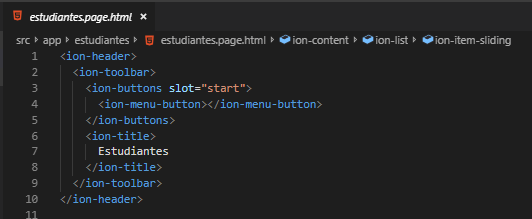 estudiantes.page.html ×
src > app > estudiantes > estudiantes.page.html > ion-content > ion-list > ion-item-sliding
1 <ion-header>
2 <ion-toolbar>
3 <ion-buttons slot="start">
4 <ion-menu-button></ion-menu-button>
5 </ion-buttons>
6 <ion-title>
7 Estudiantes
8 </ion-title>
9 </ion-toolbar>
10 </ion-header>
11